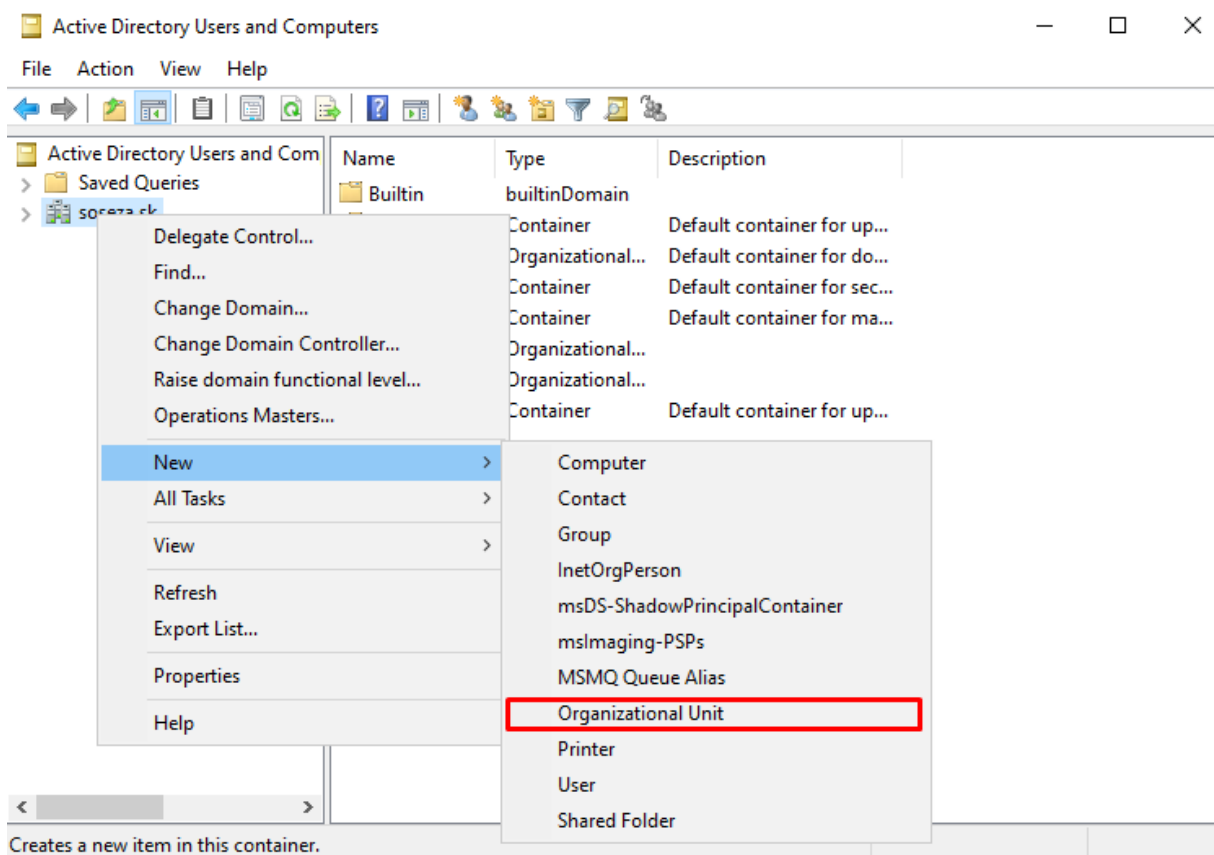 Active Directory Users and Computers
File Action View Help
Active Directory Users and Com
Saved Queries
soseza.sk
Name Type Description
Builtin builtinDomain
Container Default container for up...
Organizational... Default container for do...
Container Default container for sec...
Container Default container for ma...
Organizational...
Organizational...
Container Default container for up...
Delegate Control...
Find...
Change Domain...
Change Domain Controller...
Raise domain functional level...
Operations Masters...
New
All Tasks
View
Refresh
Export List...
Properties
Help
Computer
Contact
Group
InetOrgPerson
msDS-ShadowPrincipalContainer
msImaging-PSPs
MSMQ Queue Alias
Organizational Unit
Printer
User
Shared Folder
Creates a new item in this container.